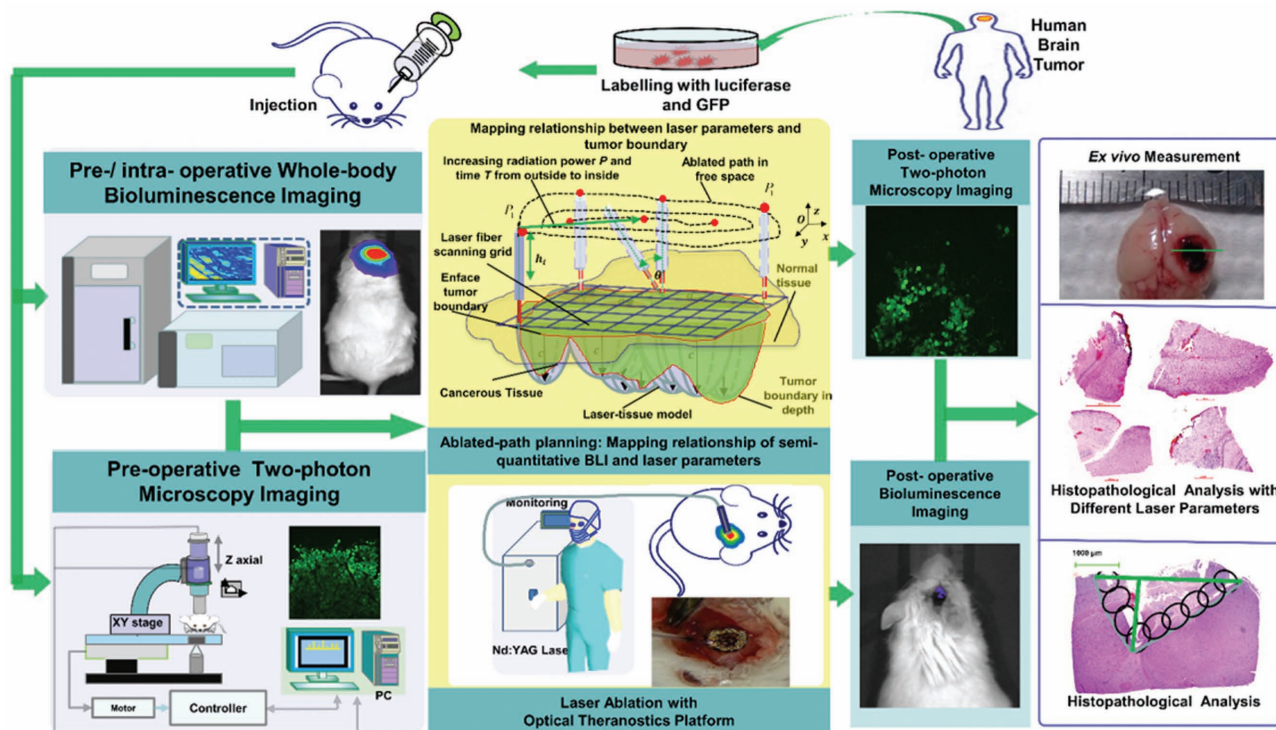 Human
Brain
Tumor
Labelling with luciferase
and GFP
Injection
Pre-/ intra- operative Whole-body
Bioluminescence Imaging
Pre-operative Two-photon
Microscopy Imaging
Z axial
XY stage
Motor
Controller
PC
Mapping relationship between laser parameters and
tumor boundary
Increasing radiation power P and
time T from outside to inside
Ablated path in
free space
P₁
P₁
z
O
y
x
Laser fiber
scanning grid
hᵢ
θ
Enface
tumor
boundary
Normal
tissue
c
c
c
Cancerous Tissue
Laser-tissue model
Tumor
boundary in
depth
Ablated-path planning: Mapping relationship of semi-
quantitative BLI and laser parameters
Monitoring
Nd:YAG Lase
Laser Ablation with
Optical Theranostics Platform
Post- operative
Two-photon
Microscopy Imaging
Post- operative
Bioluminescence
Imaging
Ex vivo Measurement
Histopathological Analysis with
Different Laser Parameters
1000 μm
Histopathological Analysis